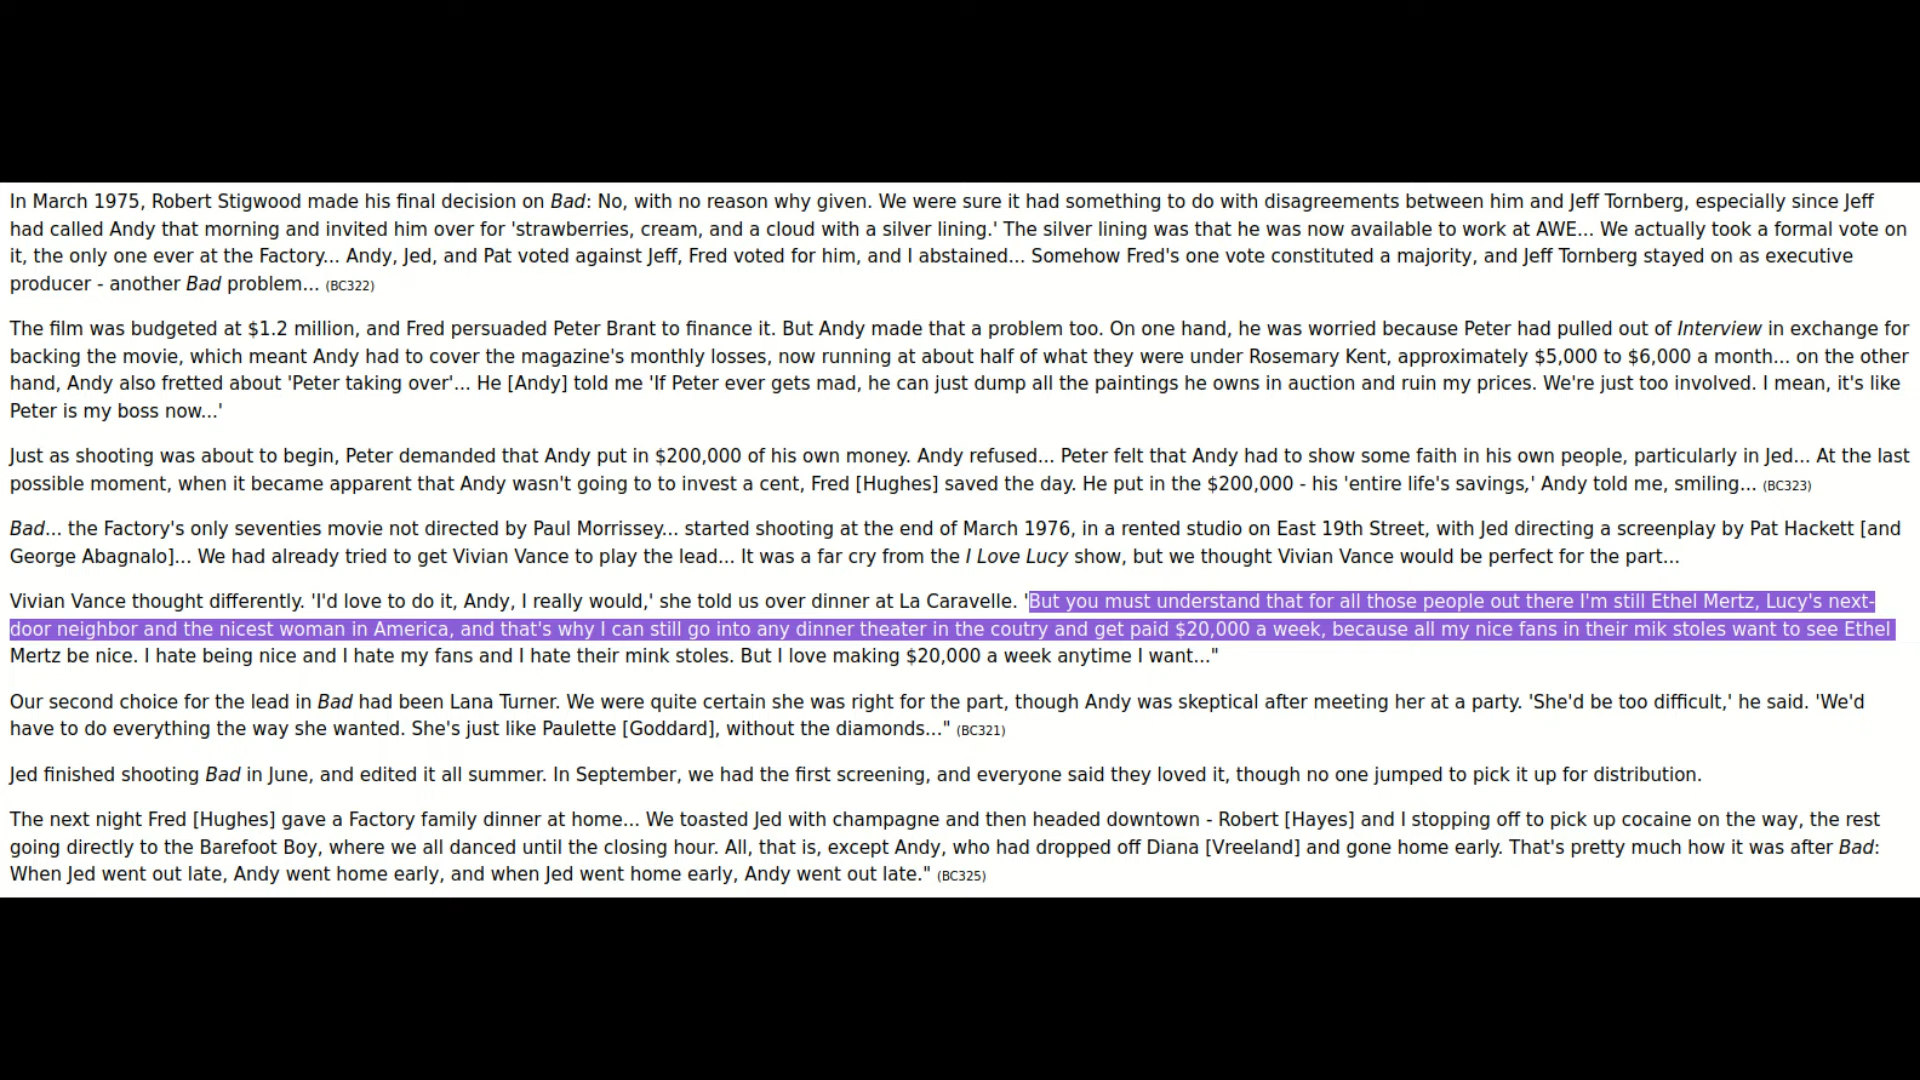 In March 1975, Robert Stigwood made his final decision on Bad: No, with no reason why given. We were sure it had something to do with disagreements between him and Jeff Tornberg, especially since Jeff
had called Andy that morning and invited him over for 'strawberries, cream, and a cloud with a silver lining.' The silver lining was that he was now available to work at AWE... We actually took a formal vote on
it, the only one ever at the Factory... Andy, Jed, and Pat voted against Jeff, Fred voted for him, and I abstained... Somehow Fred's one vote constituted a majority, and Jeff Tornberg stayed on as executive
producer - another Bad problem... (BC322)
The film was budgeted at $1.2 million, and Fred persuaded Peter Brant to finance it. But Andy made that a problem too. On one hand, he was worried because Peter had pulled out of Interview in exchange for
backing the movie, which meant Andy had to cover the magazine's monthly losses, now running at about half of what they were under Rosemary Kent, approximately $5,000 to $6,000 a month... on the other
hand, Andy also fretted about 'Peter taking over'... He [Andy] told me 'If Peter ever gets mad, he can just dump all the paintings he owns in auction and ruin my prices. We're just too involved. I mean, it's like
Peter is my boss now...'
Just as shooting was about to begin, Peter demanded that Andy put in $200,000 of his own money. Andy refused... Peter felt that Andy had to show some faith in his own people, particularly in Jed... At the last
possible moment, when it became apparent that Andy wasn't going to to invest a cent, Fred [Hughes] saved the day. He put in the $200,000 - his 'entire life's savings,' Andy told me, smiling... (BC323)
Bad... the Factory's only seventies movie not directed by Paul Morrissey... started shooting at the end of March 1976, in a rented studio on East 19th Street, with Jed directing a screenplay by Pat Hackett [and
George Abagnalo]... We had already tried to get Vivian Vance to play the lead... It was a far cry from the I Love Lucy show, but we thought Vivian Vance would be perfect for the part...
Vivian Vance thought differently. 'I'd love to do it, Andy, I really would,' she told us over dinner at La Caravelle. 'But you must understand that for all those people out there I'm still Ethel Mertz, Lucy's next-
door neighbor and the nicest woman in America, and that's why I can still go into any dinner theater in the coutry and get paid $20,000 a week, because all my nice fans in their mik stoles want to see Ethel
Mertz be nice. I hate being nice and I hate my fans and I hate their mink stoles. But I love making $20,000 a week anytime I want..."
Our second choice for the lead in Bad had been Lana Turner. We were quite certain she was right for the part, though Andy was skeptical after meeting her at a party. 'She'd be too difficult,' he said. 'We'd
have to do everything the way she wanted. She's just like Paulette [Goddard], without the diamonds..." (BC321)
Jed finished shooting Bad in June, and edited it all summer. In September, we had the first screening, and everyone said they loved it, though no one jumped to pick it up for distribution.
The next night Fred [Hughes] gave a Factory family dinner at home... We toasted Jed with champagne and then headed downtown - Robert [Hayes] and I stopping off to pick up cocaine on the way, the rest
going directly to the Barefoot Boy, where we all danced until the closing hour. All, that is, except Andy, who had dropped off Diana [Vreeland] and gone home early. That's pretty much how it was after Bad:
When Jed went out late, Andy went home early, and when Jed went home early, Andy went out late." (BC325)